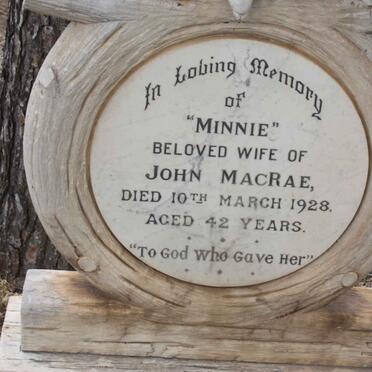 In Loving Memory
of
"MINNIE"
BELOVED WIFE OF
JOHN MACRAE,
DIED 10TH MARCH 1928.
AGED 42 YEARS.
"To God Who Gave Her"